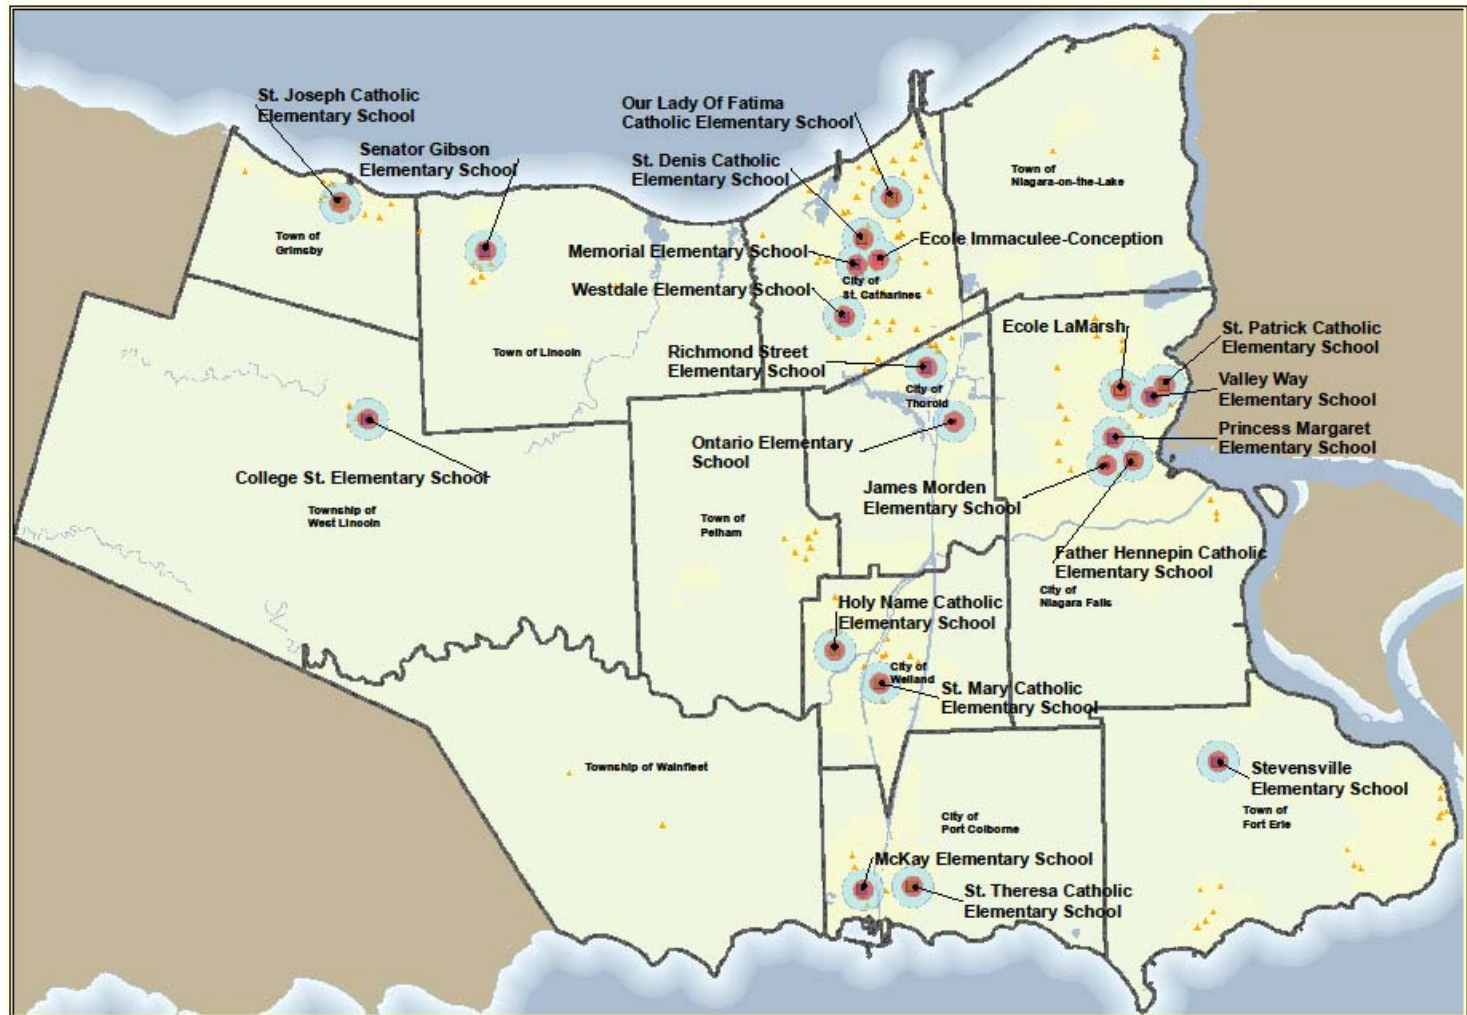 St. Joseph Catholic
Elementary School
Senator Gibson
Elementary School
Our Lady Of Fatima
Catholic Elementary School
St. Denis Catholic
Elementary School
Town of
Niagara-on-the-Lake
Town of
Grimsby
Memorial Elementary School
Ecole Immaculee-Conception
City of
St. Catharines
Westdale Elementary School
Ecole LaMarsh
St. Patrick Catholic
Elementary School
Town of Lincoln
Richmond Street
Elementary School
City of
Thorold
Valley Way
Elementary School
Ontario Elementary
School
Princess Margaret
Elementary School
College St. Elementary School
James Morden
Elementary School
Township of
West Lincoln
Town of
Pelham
Father Hennepin Catholic
Elementary School
City of
Niagara Falls
Holy Name Catholic
Elementary School
City of
Welland
St. Mary Catholic
Elementary School
Township of Wainfleet
Stevensville
Elementary School
Town of
Fort Erie
City of
Port Colborne
McKay Elementary School
St. Theresa Catholic
Elementary School